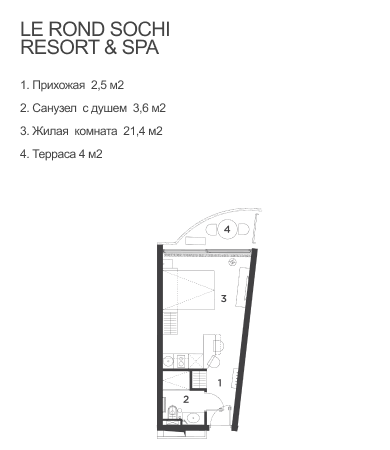 LE ROND SOCHI
RESORT & SPA
1. Прихожая 2,5 м2
2. Санузел с душем 3,6 м2
3. Жилая комната 21,4 м2
4. Терраса 4 м2
4
3
1
2